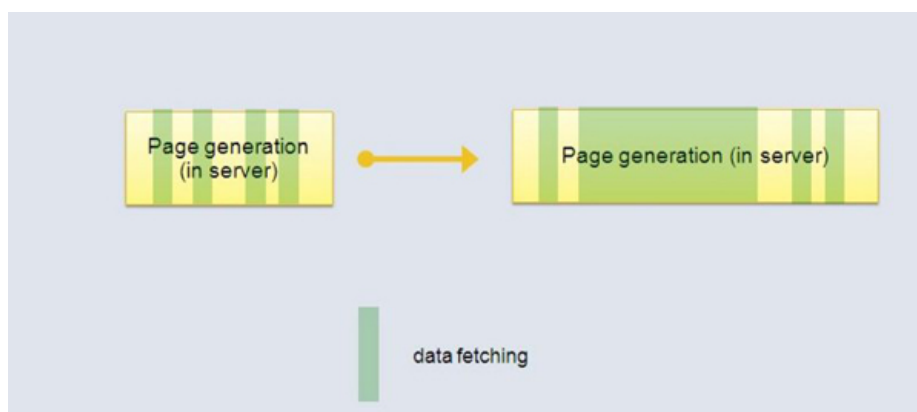 Page generation
(in server)
Page generation (in server)
data fetching